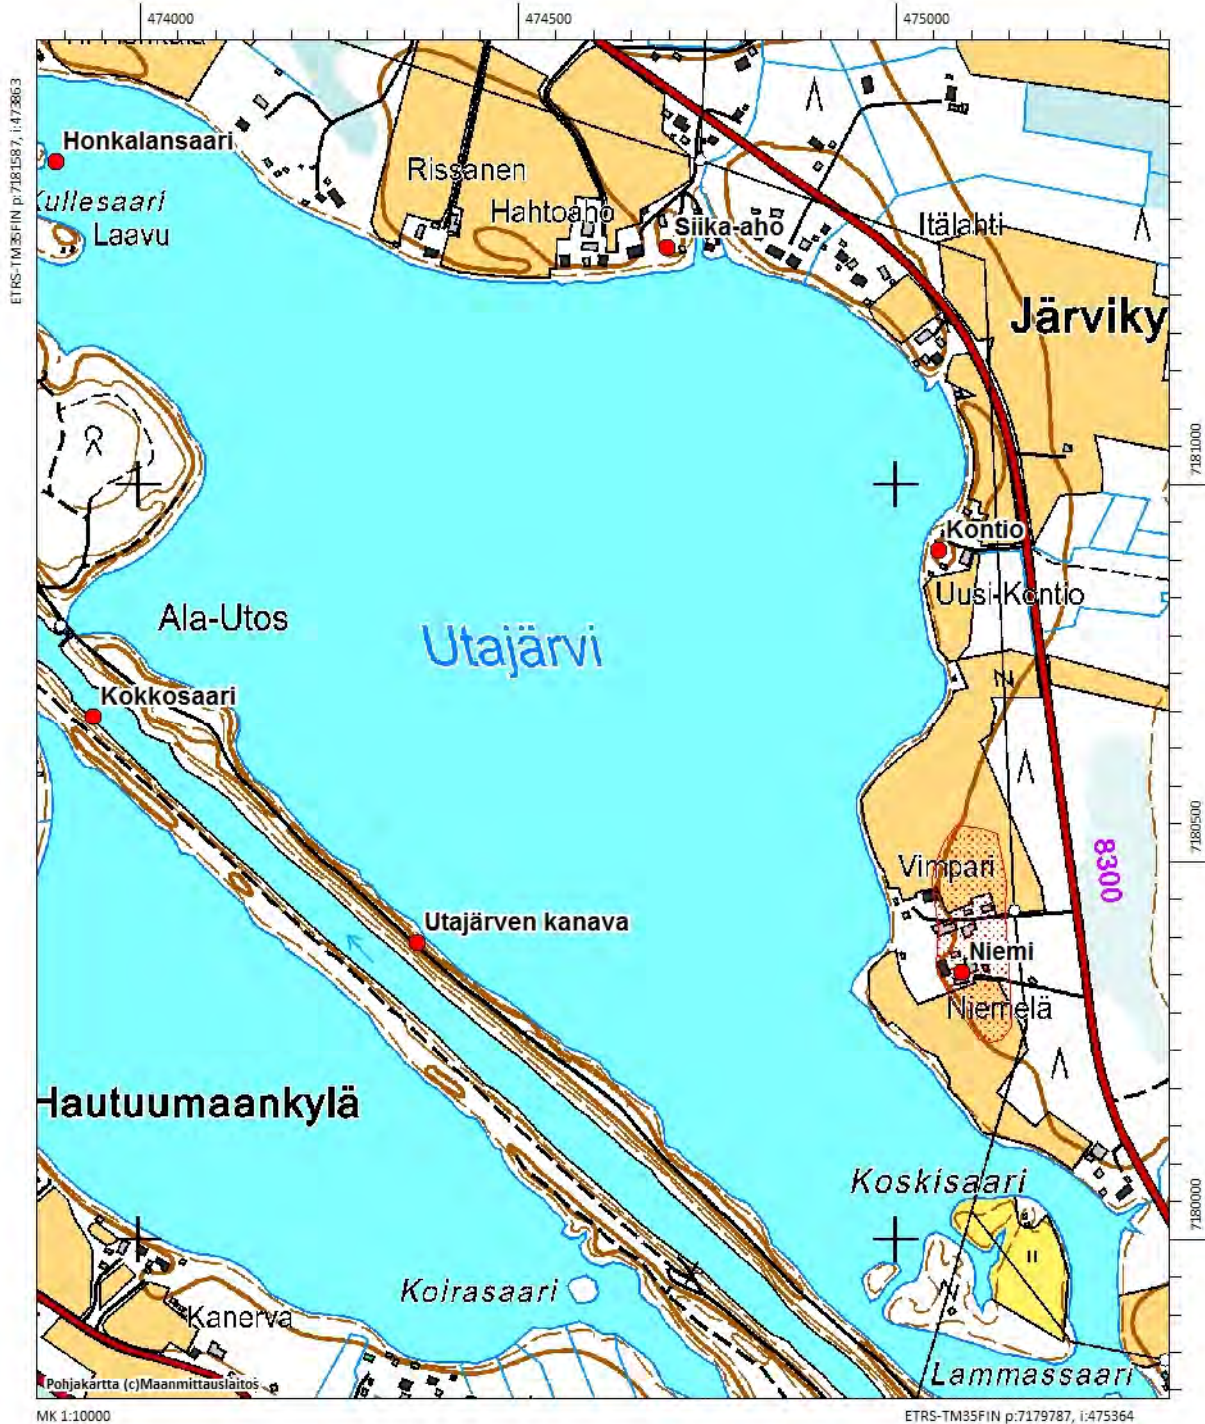 474000
474500
475000
ETRS-TM35FIN p:7181587, i:473863
Honkalansaari
Kullesaari
Laavu
Rissanen
Hahtoaho
Siika-aho
Itälahti
Järviky
7181000
Kontio
Uusi-Kontio
Ala-Utos
Utajärvi
Kokkosaari
7180500
Vimpari
8300
Utajärven kanava
Niemi
Niemelä
Hautuumaankylä
Koskisaari
7180000
Koirasaari
Kanerva
Lammassaari
Pohjakartta (c)Maanmittauslaitos
MK 1:10000
ETRS-TM35FIN p:7179787, i:475364